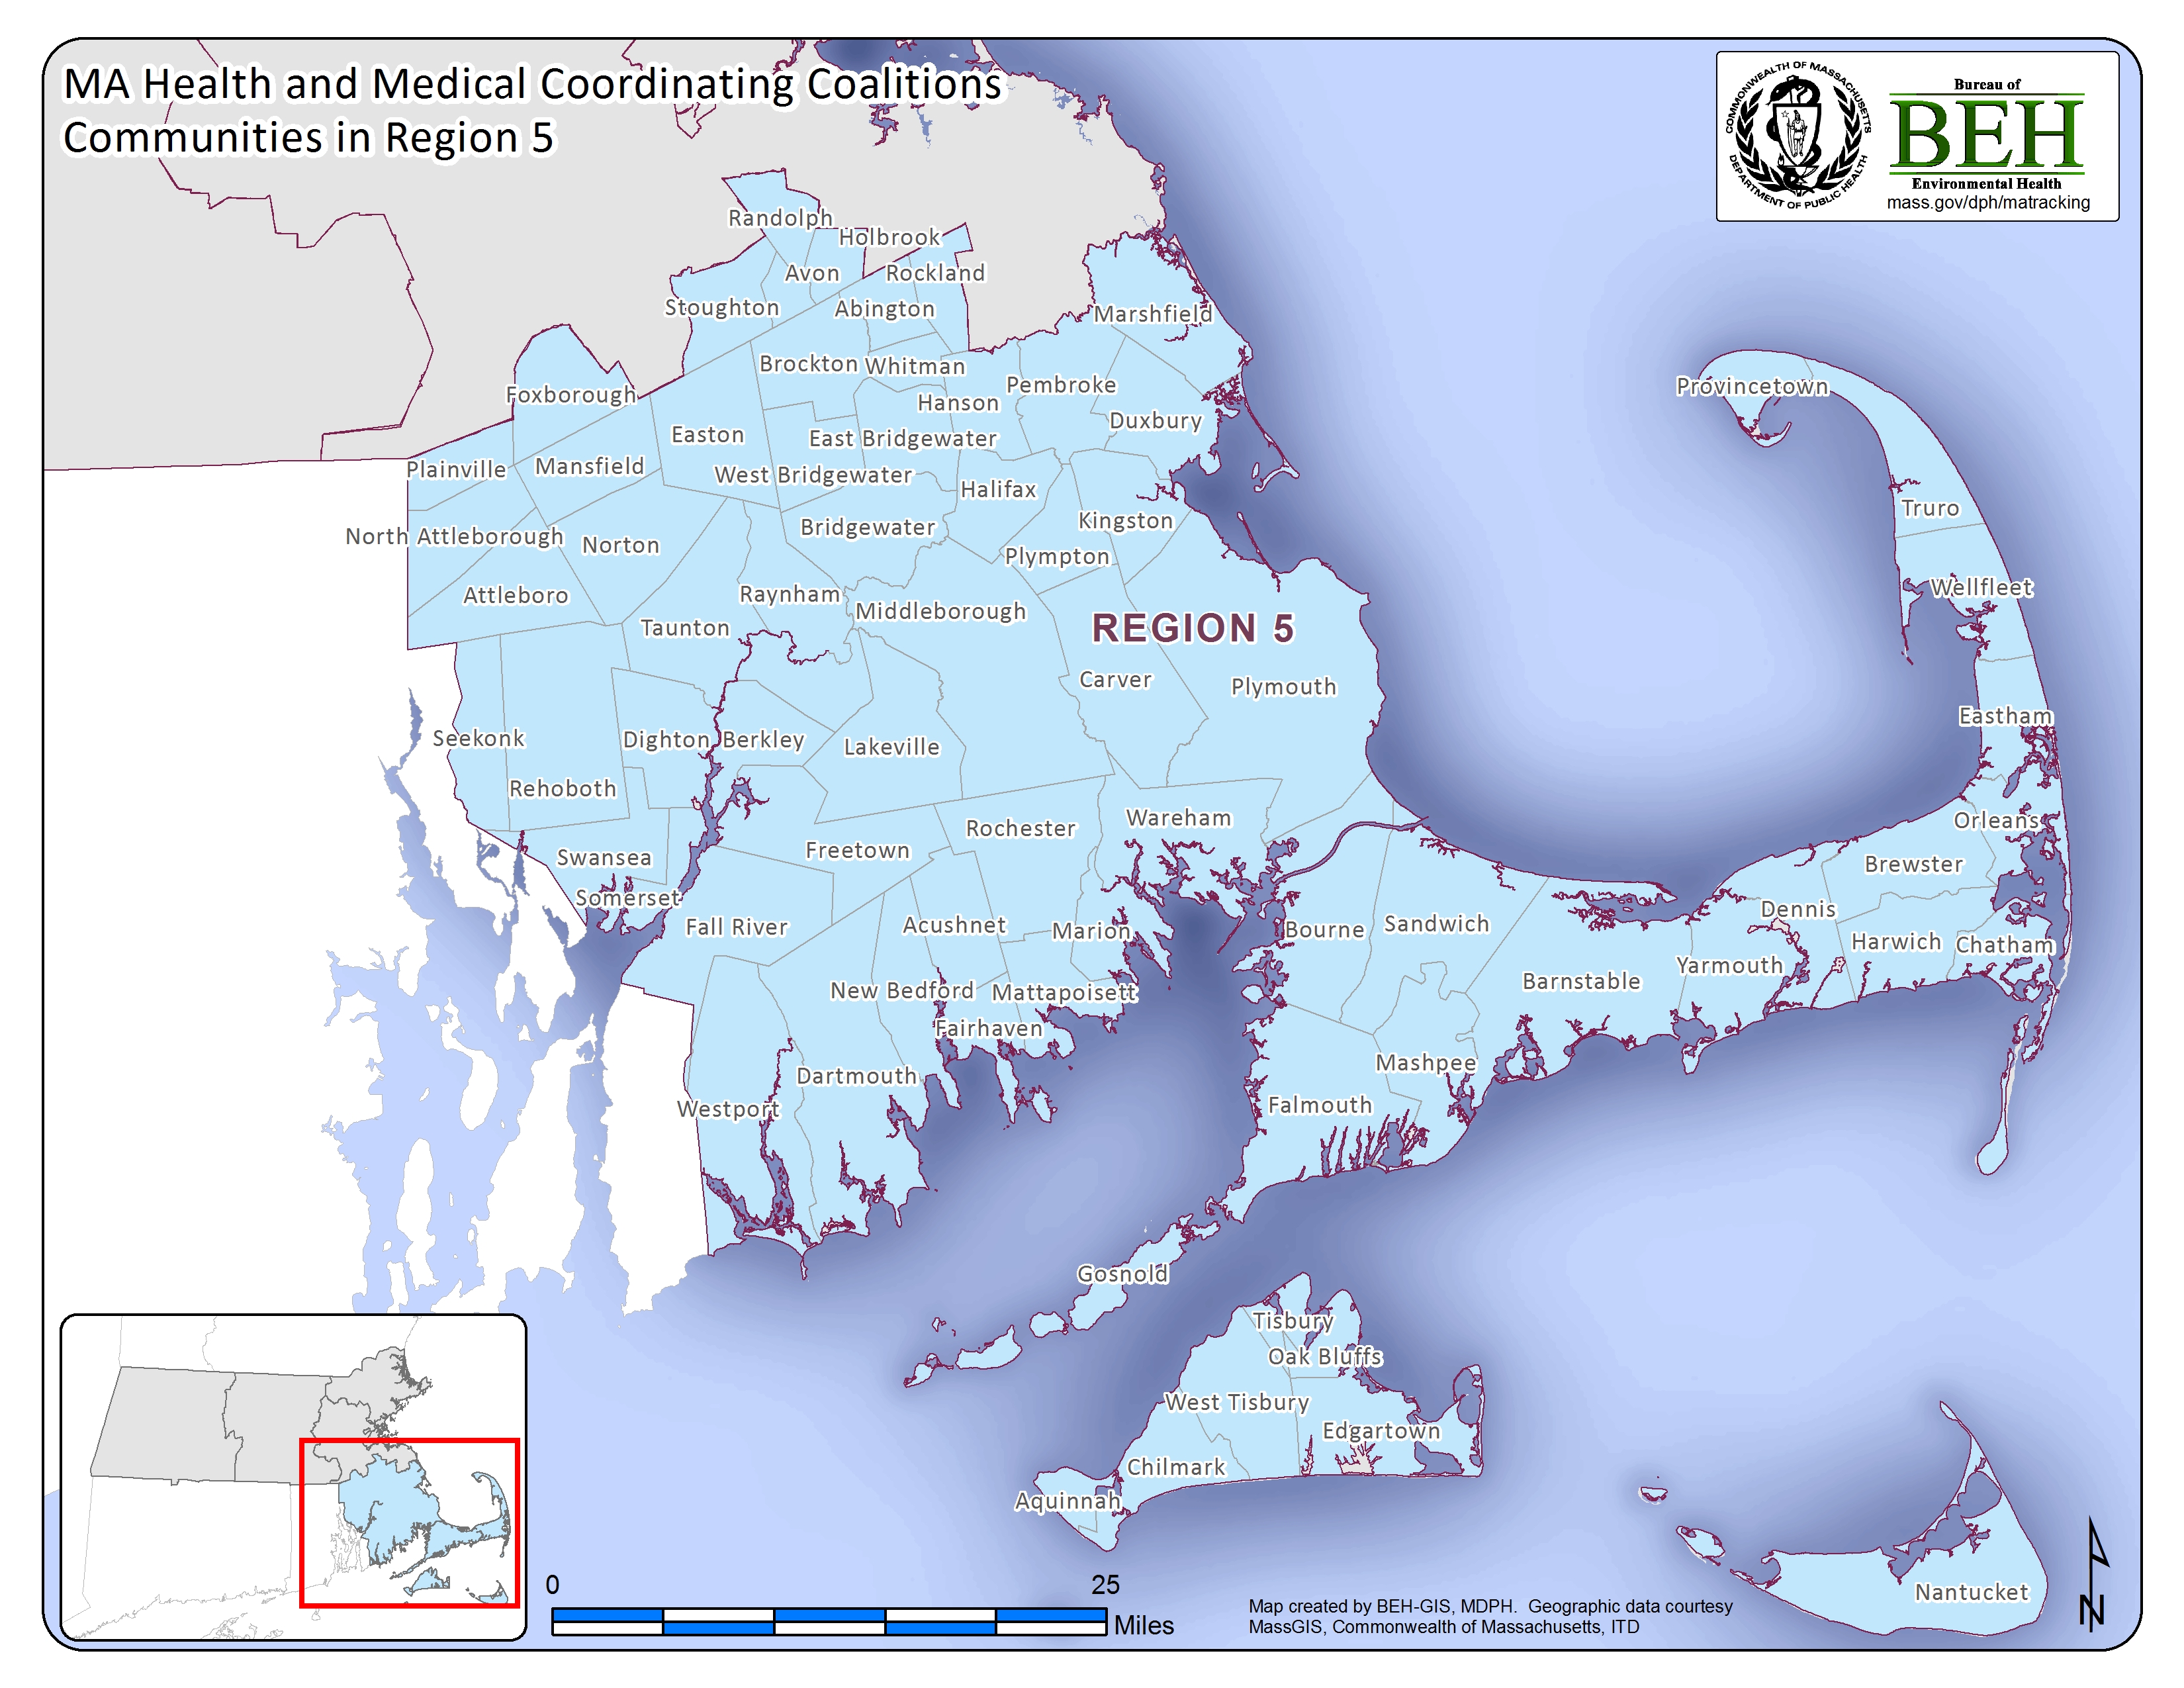 MA Health and Medical Coordinating Coalitions
Communities in Region 5
COMMONWEALTH OF MASSACHUSETTS
DEPARTMENT OF PUBLIC HEALTH
Bureau of
BEH
Environmental Health
mass.gov/dph/matracking
Randolph
Holbrook
Avon
Rockland
Stoughton
Abington
Marshfield
Brockton
Whitman
Pembroke
Provincetown
Foxborough
Hanson
Duxbury
Easton
East Bridgewater
Plainville
Mansfield
West Bridgewater
Halifax
Truro
North Attleborough
Norton
Bridgewater
Kingston
Plympton
Attleboro
Raynham
Middleborough
Wellfleet
Taunton
REGION 5
Carver
Plymouth
Seekonk
Dighton
Berkley
Lakeville
Eastham
Rehoboth
Rochester
Wareham
Orleans
Swansea
Freetown
Brewster
Somerset
Fall River
Acushnet
Marion
Bourne
Sandwich
Dennis
Harwich
Chatham
New Bedford
Mattapoisett
Barnstable
Yarmouth
Fairhaven
Dartmouth
Mashpee
Westport
Falmouth
Gosnold
Tisbury
Oak Bluffs
West Tisbury
Edgartown
Chilmark
Aquinnah
Nantucket
0
25
Miles
Map created by BEH-GIS, MDPH. Geographic data courtesy
MassGIS, Commonwealth of Massachusetts, ITD
N